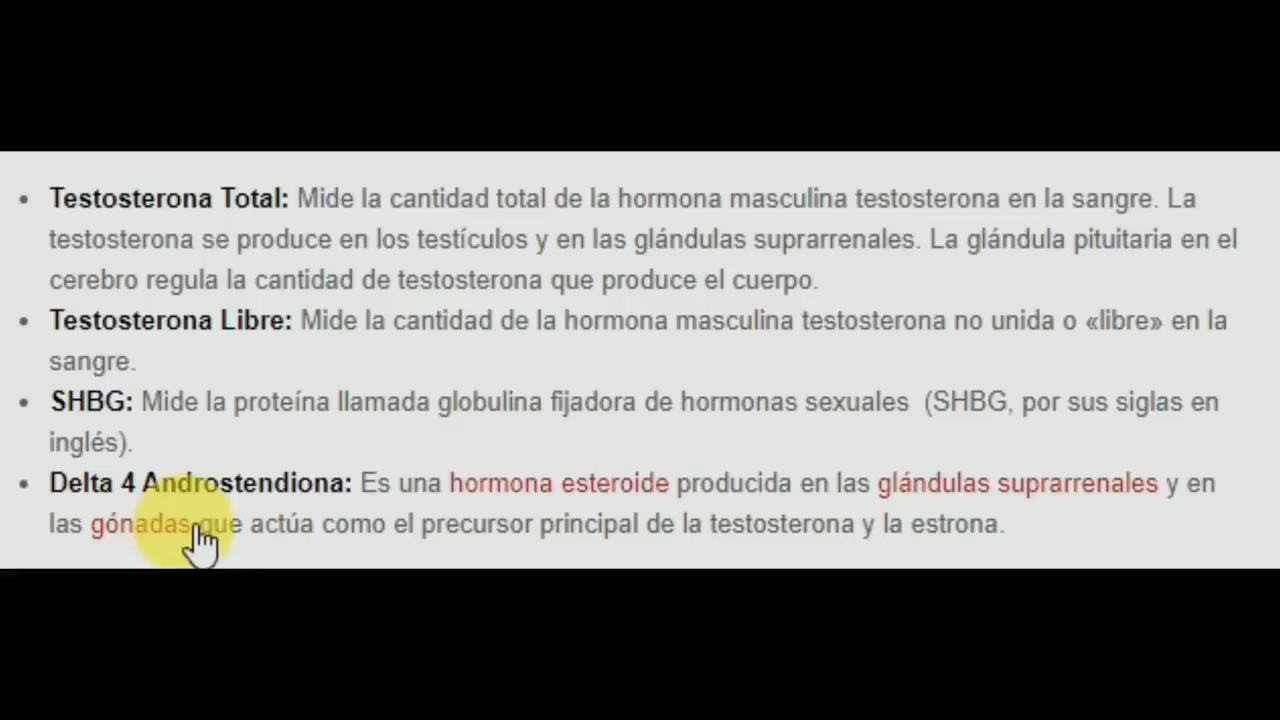 • Testosterona Total: Mide la cantidad total de la hormona masculina testosterona en la sangre. La
testosterona se produce en los testículos y en las glándulas suprarrenales. La glándula pituitaria en el
cerebro regula la cantidad de testosterona que produce el cuerpo.
• Testosterona Libre: Mide la cantidad de la hormona masculina testosterona no unida o «libre» en la
sangre.
• SHBG: Mide la proteína llamada globulina fijadora de hormonas sexuales (SHBG, por sus siglas en
inglés).
• Delta 4 Androstendiona: Es una hormona esteroide producida en las glándulas suprarrenales y en
las gónadas que actúa como el precursor principal de la testosterona y la estrona.